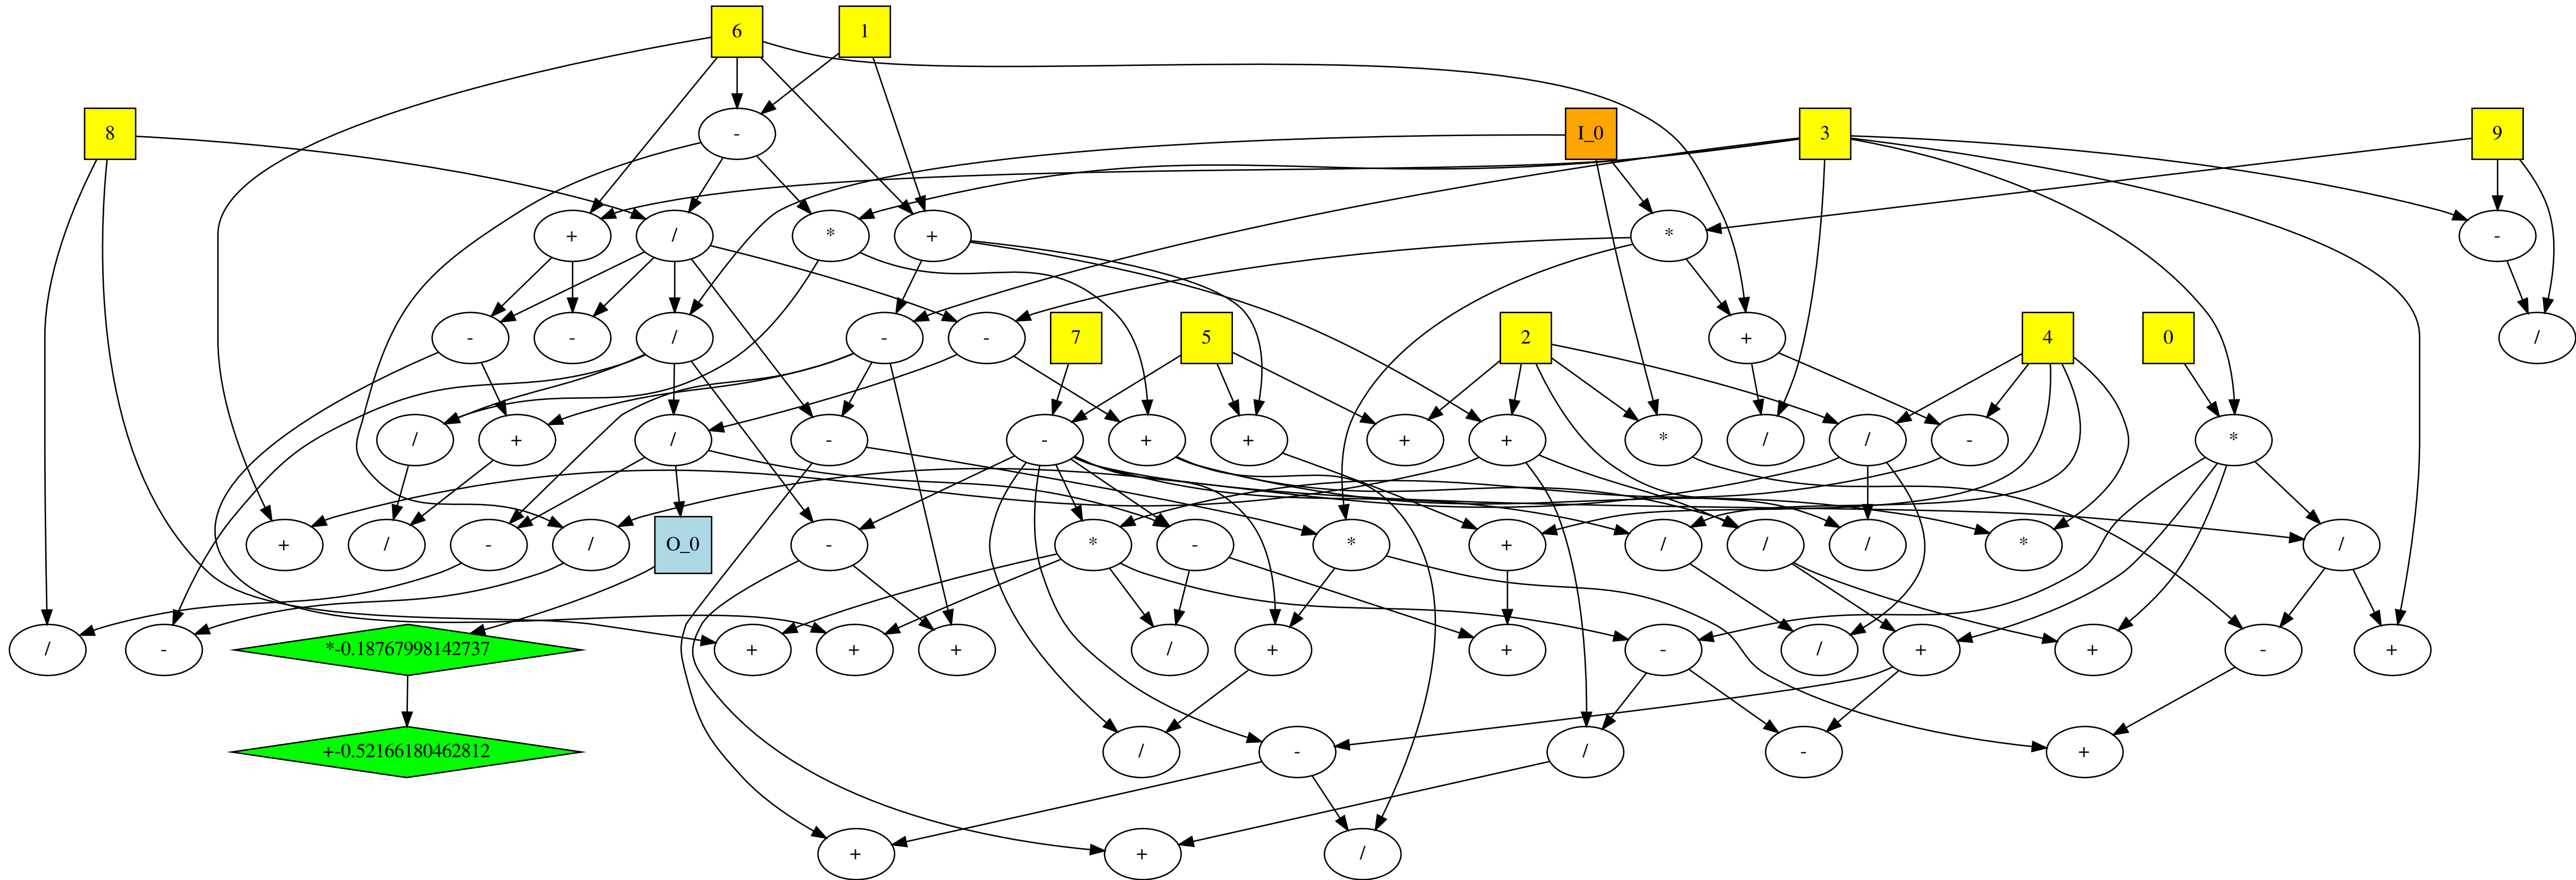 6 1
8 - I_0 3 9
+ / * + * -
- - / - - 7 5 2 + 4 0 /
/ + / - - + + + + * / / - *
+ / - / O_0 - * - * + / / / * /
/ - *-0.18767998142737 + + + / + + - / + + - +
+-0.52166180462812 / - / - +
+ + /